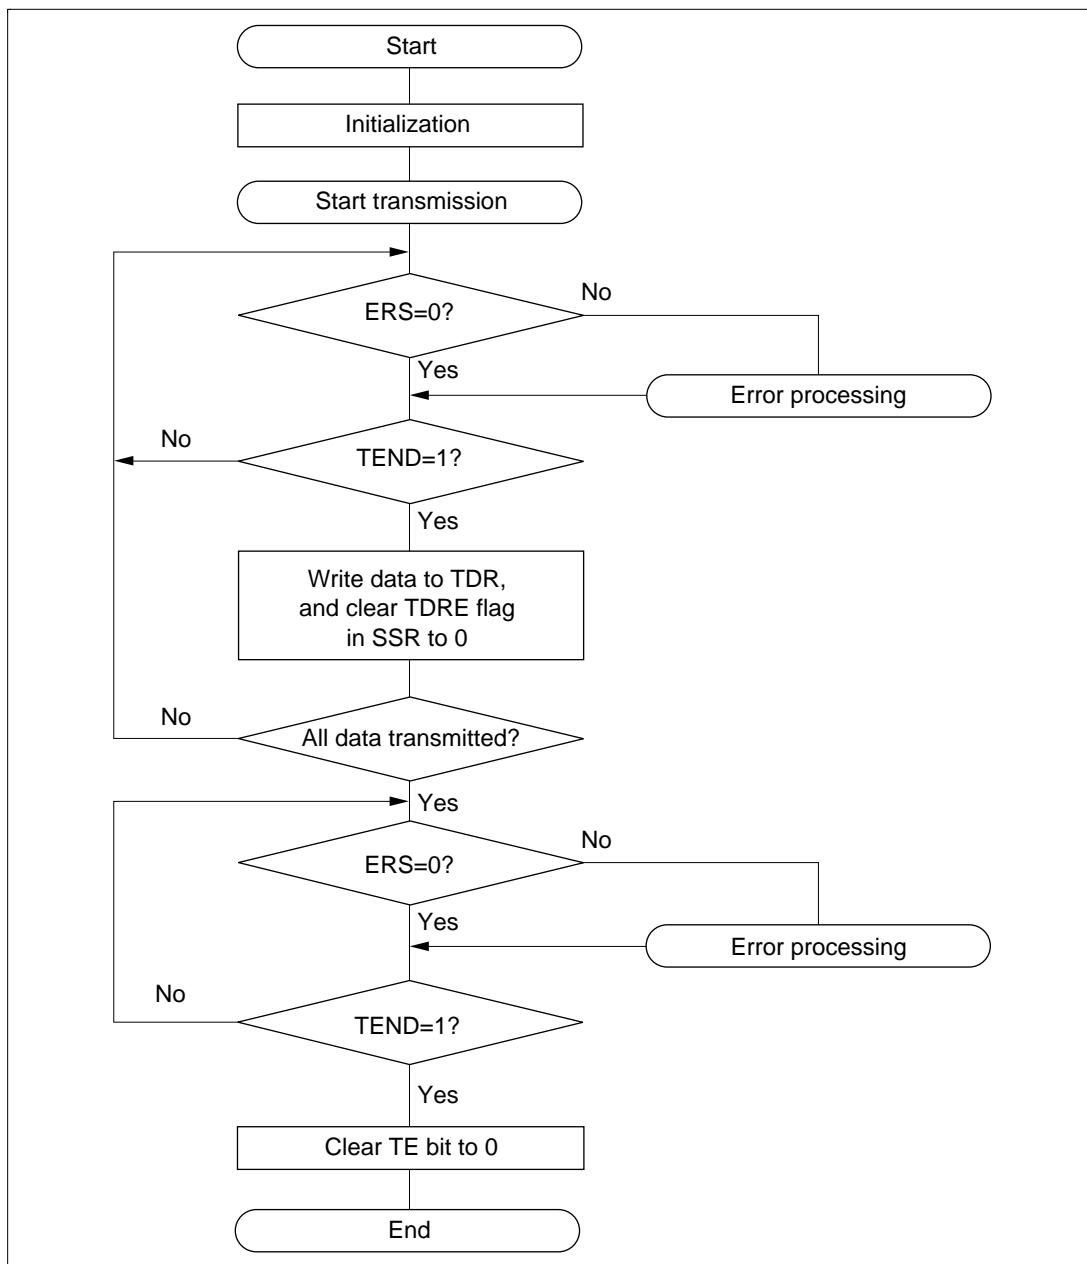 Start
Initialization
Start transmission
ERS=0?
No
Yes
Error processing
No
TEND=1?
Yes
Write data to TDR,
and clear TDRE flag
in SSR to 0
No
All data transmitted?
Yes
ERS=0?
No
Yes
Error processing
No
TEND=1?
Yes
Clear TE bit to 0
End